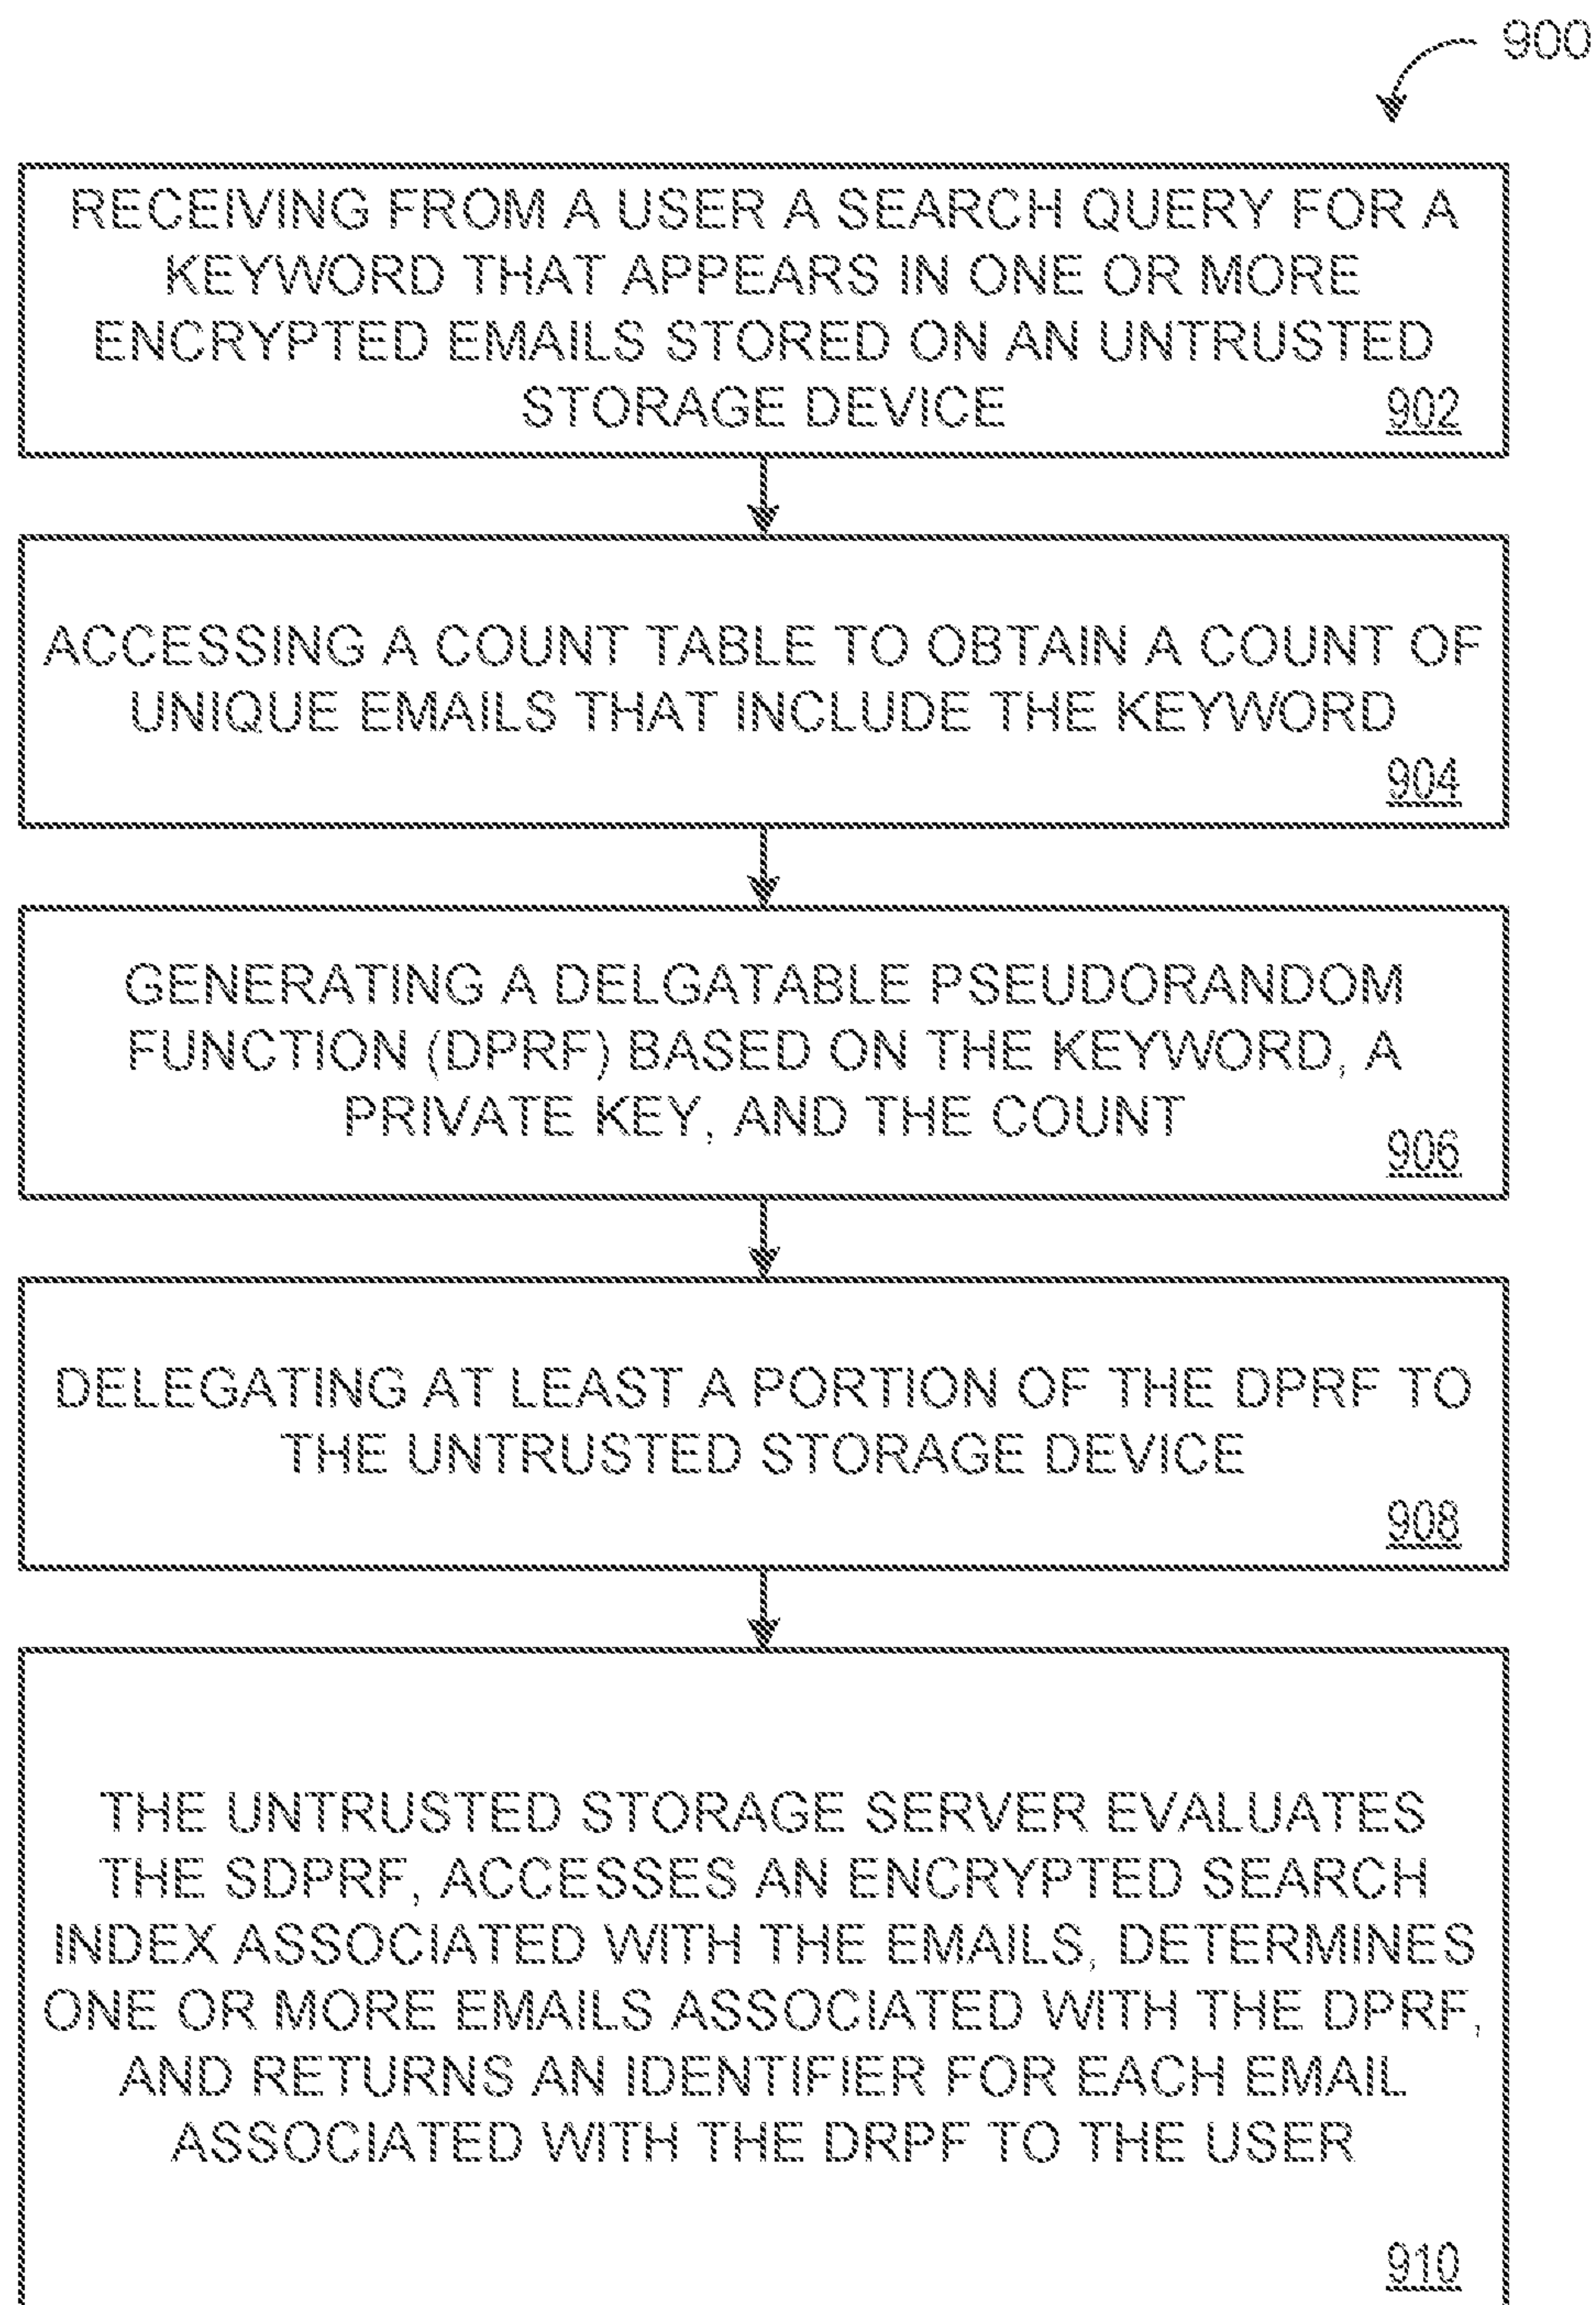 900
RECEIVING FROM A USER A SEARCH QUERY FOR A
KEYWORD THAT APPEARS IN ONE OR MORE
ENCRYPTED EMAILS STORED ON AN UNTRUSTED
STORAGE DEVICE
902
ACCESSING A COUNT TABLE TO OBTAIN A COUNT OF
UNIQUE EMAILS THAT INCLUDE THE KEYWORD
904
GENERATING A DELGATABLE PSEUDORANDOM
FUNCTION (DPRF) BASED ON THE KEYWORD, A
PRIVATE KEY, AND THE COUNT
906
DELEGATING AT LEAST A PORTION OF THE DPRF TO
THE UNTRUSTED STORAGE DEVICE
908
THE UNTRUSTED STORAGE SERVER EVALUATES
THE SDPRF, ACCESSES AN ENCRYPTED SEARCH
INDEX ASSOCIATED WITH THE EMAILS, DETERMINES
ONE OR MORE EMAILS ASSOCIATED WITH THE DPRF,
AND RETURNS AN IDENTIFIER FOR EACH EMAIL
ASSOCIATED WITH THE DRPF TO THE USER
910